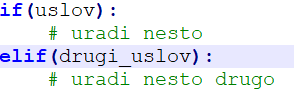 if(uslov):
    # uradi nesto
elif(drugi_uslov):
    # uradi nesto drugo